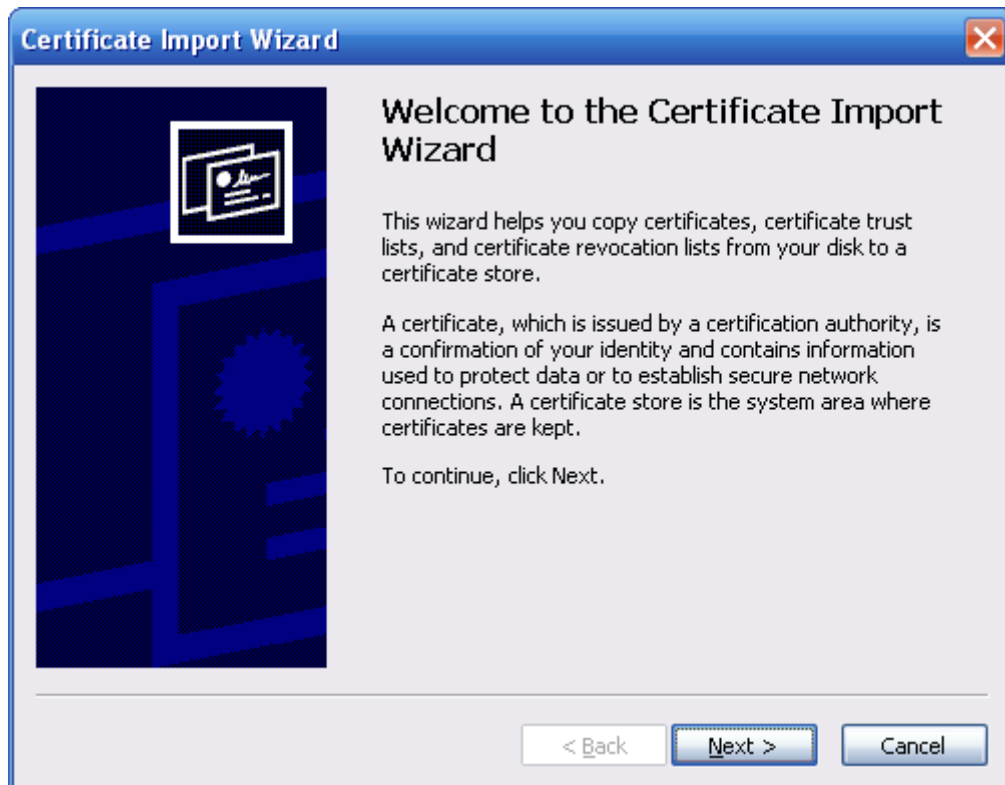 Certificate Import Wizard
Welcome to the Certificate Import
Wizard
This wizard helps you copy certificates, certificate trust
lists, and certificate revocation lists from your disk to a
certificate store.
A certificate, which is issued by a certification authority, is
a confirmation of your identity and contains information
used to protect data or to establish secure network
connections. A certificate store is the system area where
certificates are kept.
To continue, click Next.
< Back
Next >
Cancel